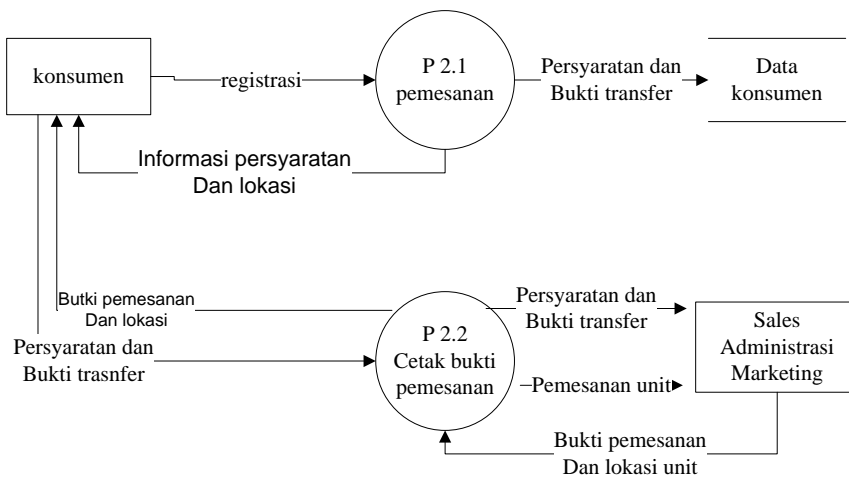 konsumen
registrasi
P 2.1
pemesanan
Persyaratan dan
Bukti transfer
Data
konsumen
Informasi persyaratan
Dan lokasi
Butki pemesanan
Dan lokasi
Persyaratan dan
Bukti trasnfer
P 2.2
Cetak bukti
pemesanan
Persyaratan dan
Bukti transfer
Pemesanan unit
Sales
Administrasi
Marketing
Bukti pemesanan
Dan lokasi unit